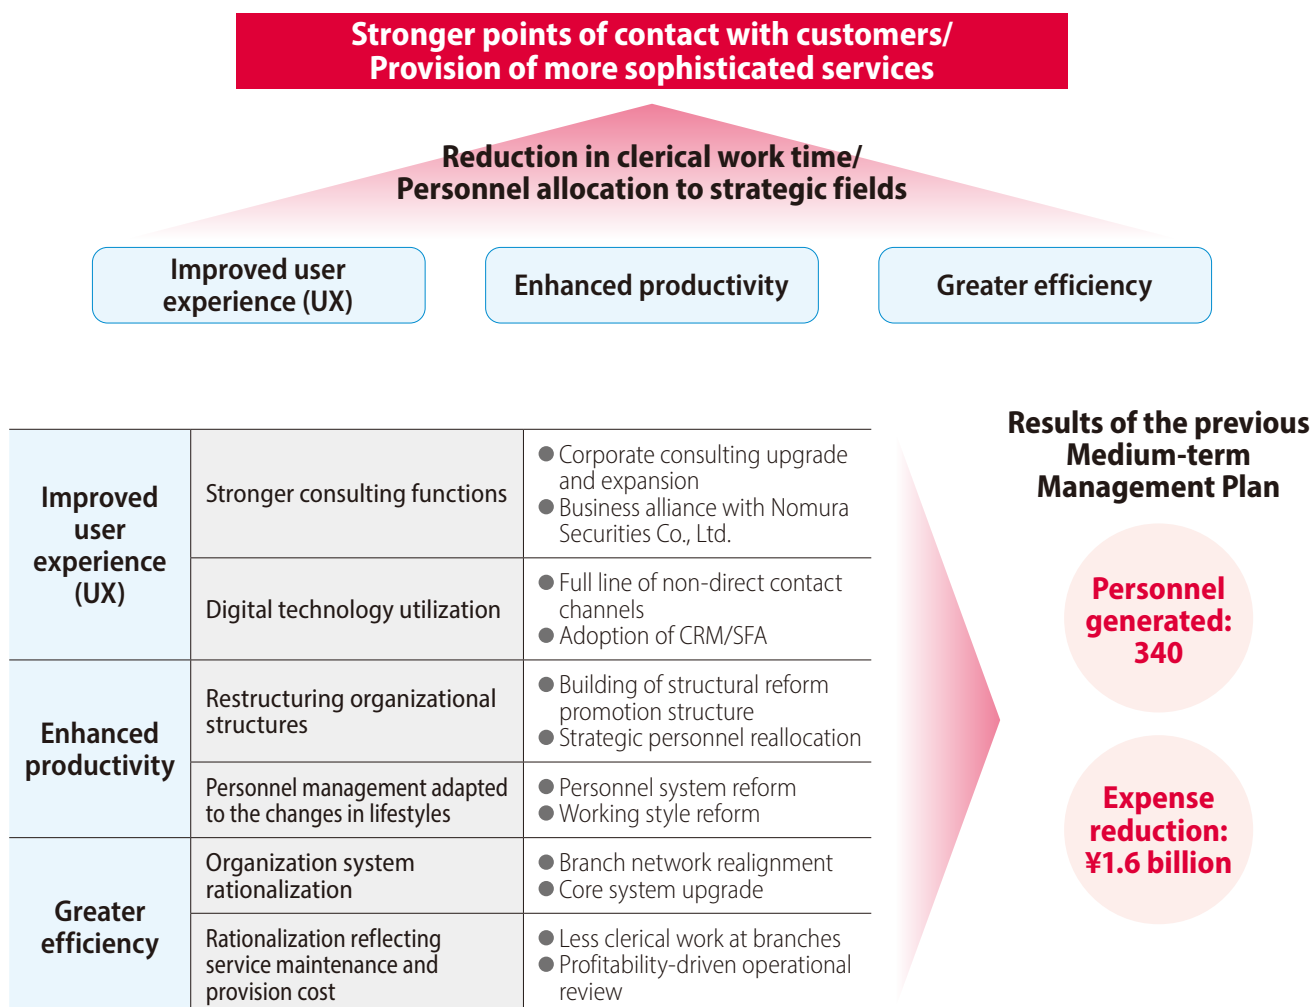 Stronger points of contact with customers/
Provision of more sophisticated services
Reduction in clerical work time/
Personnel allocation to strategic fields
Improved user
experience (UX)
Enhanced productivity
Greater efficiency
Improved
user
experience
(UX)
Stronger consulting functions
● Corporate consulting upgrade
and expansion
● Business alliance with Nomura
Securities Co., Ltd.
Digital technology utilization
● Full line of non-direct contact
channels
● Adoption of CRM/SFA
Enhanced
productivity
Restructuring organizational
structures
● Building of structural reform
promotion structure
● Strategic personnel reallocation
Personnel management adapted
to the changes in lifestyles
● Personnel system reform
● Working style reform
Greater
efficiency
Organization system
rationalization
● Branch network realignment
● Core system upgrade
Rationalization reflecting
service maintenance and
provision cost
● Less clerical work at branches
● Profitability-driven operational
review
Results of the previous
Medium-term
Management Plan
Personnel
generated:
340
Expense
reduction:
¥1.6 billion